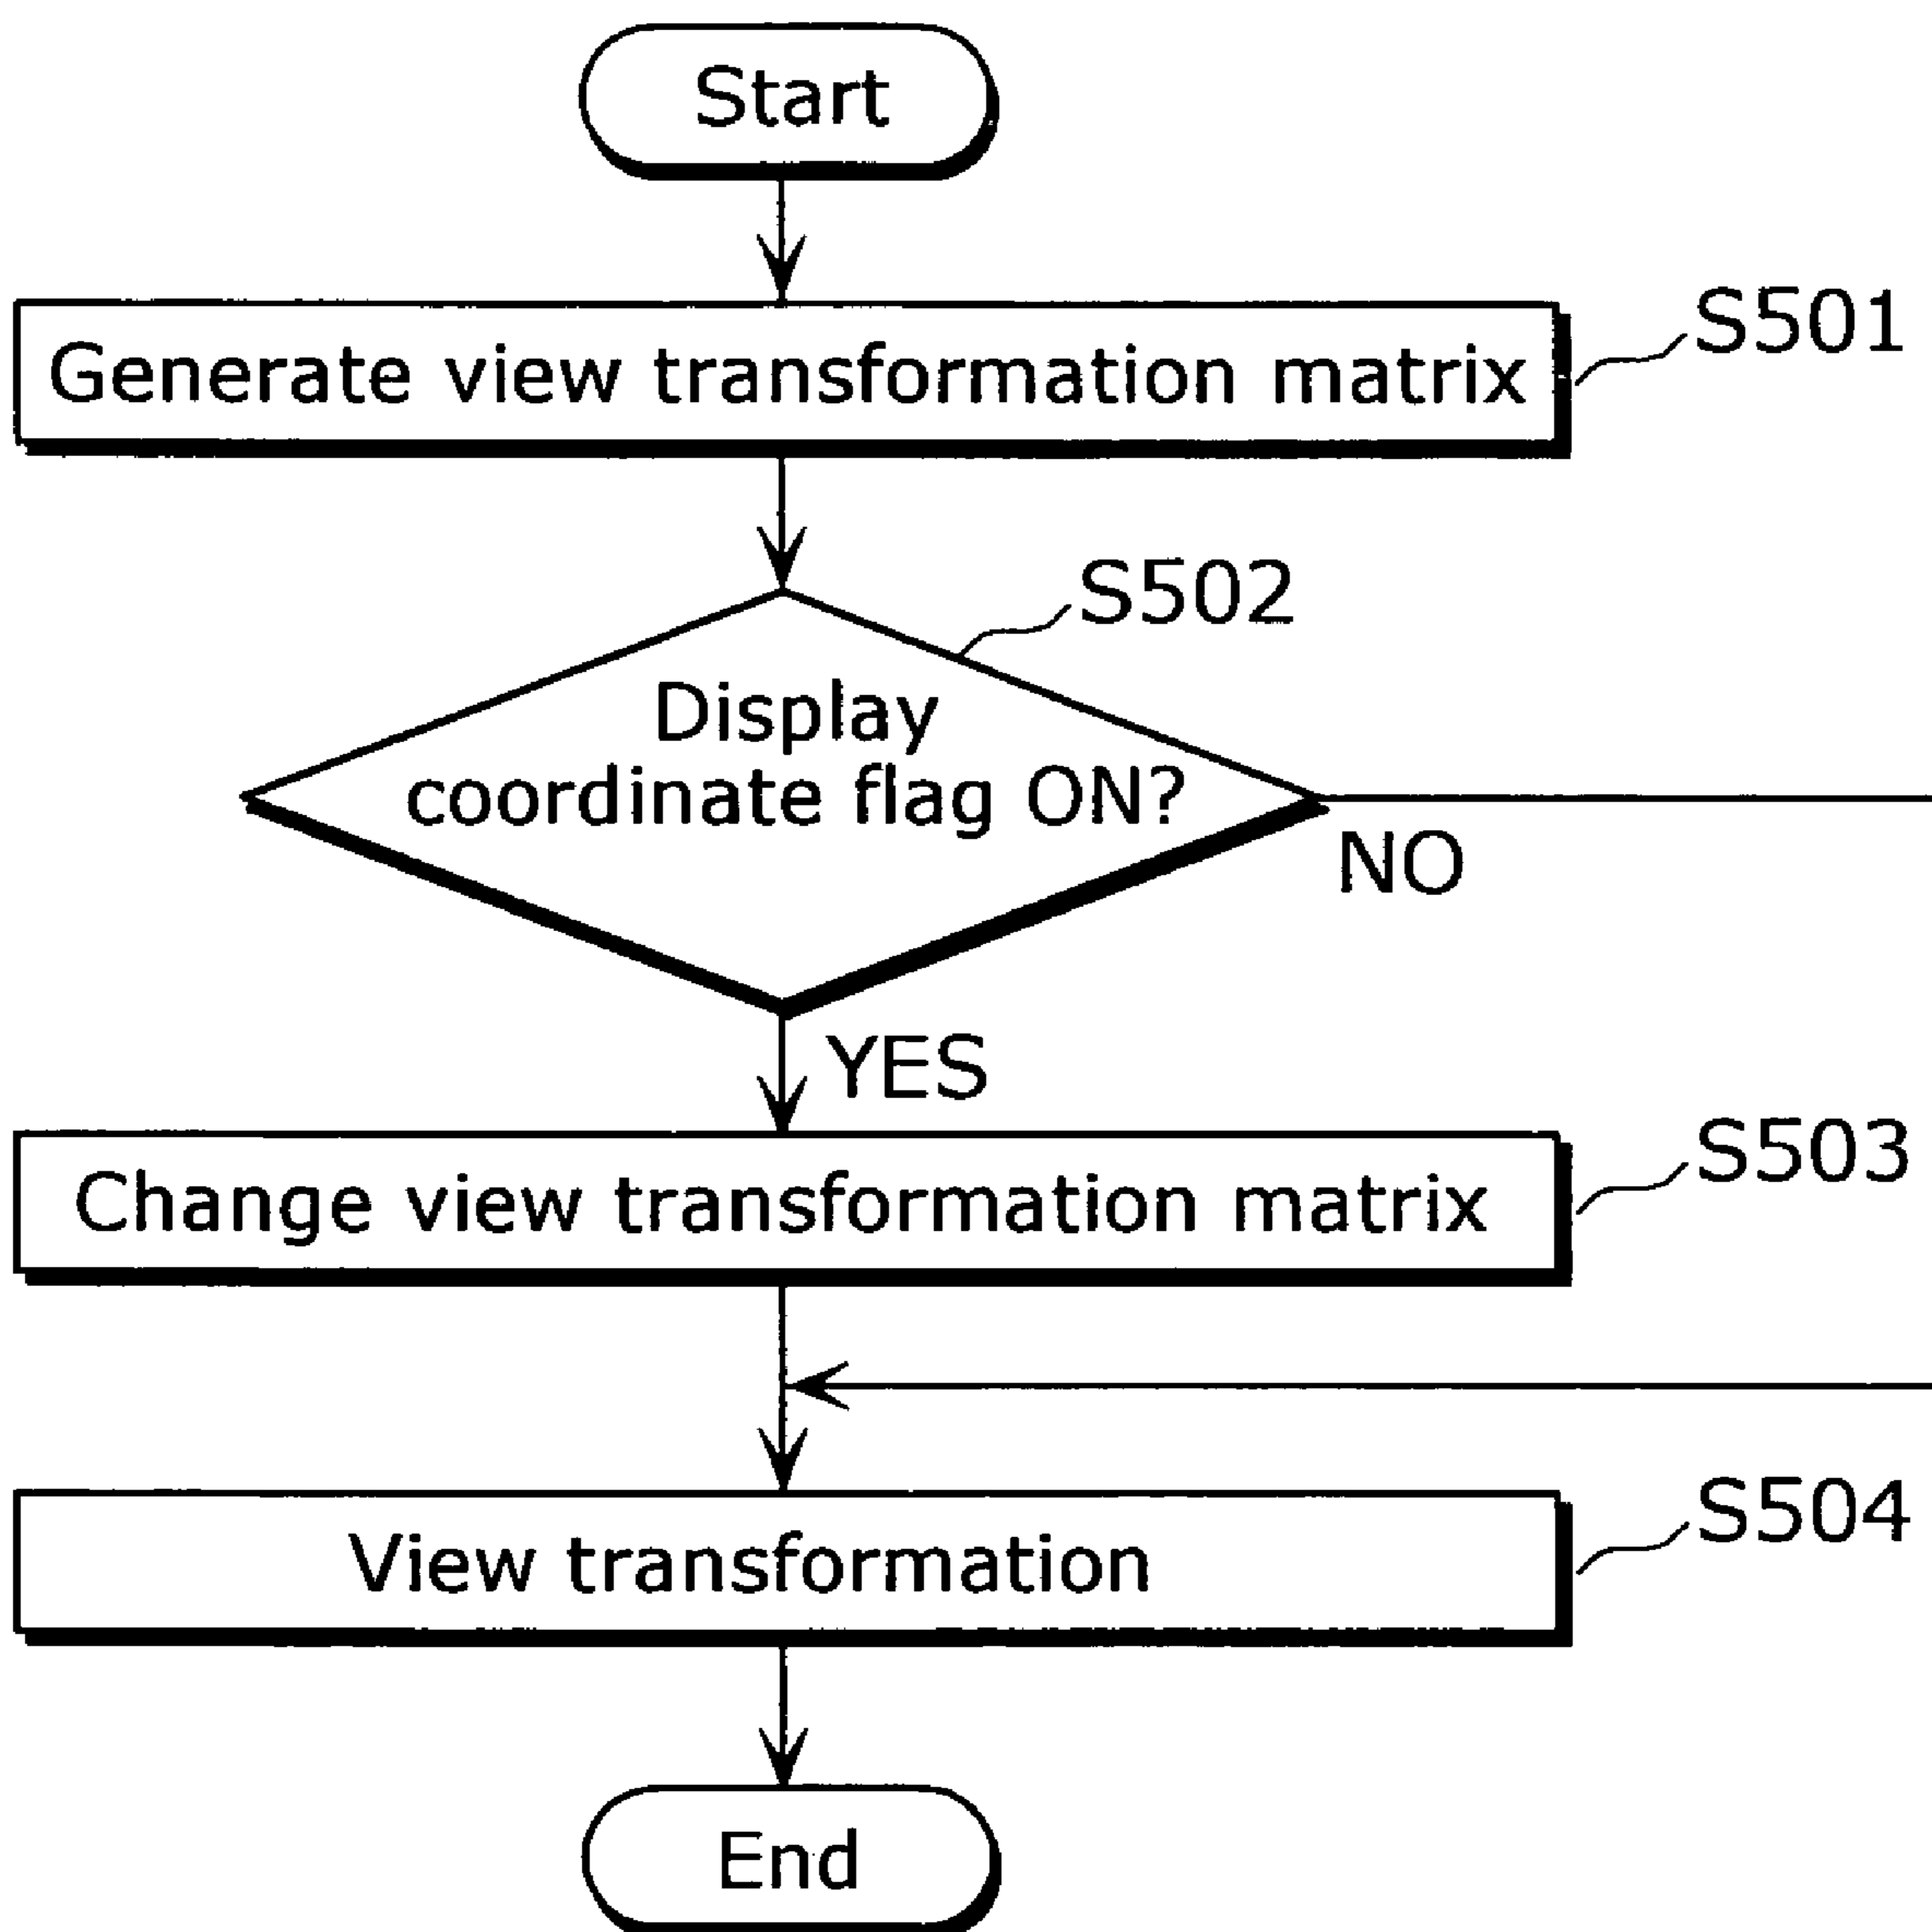 Start
Generate view transformation matrix
S501
S502
Display
coordinate flag ON?
NO
YES
Change view transformation matrix
S503
View transformation
S504
End